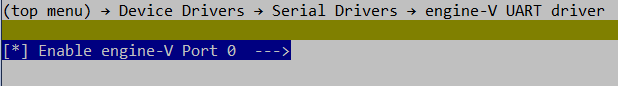 (top menu) → Device Drivers → Serial Drivers → engine-V UART driver
[*] Enable engine-V Port 0  --->